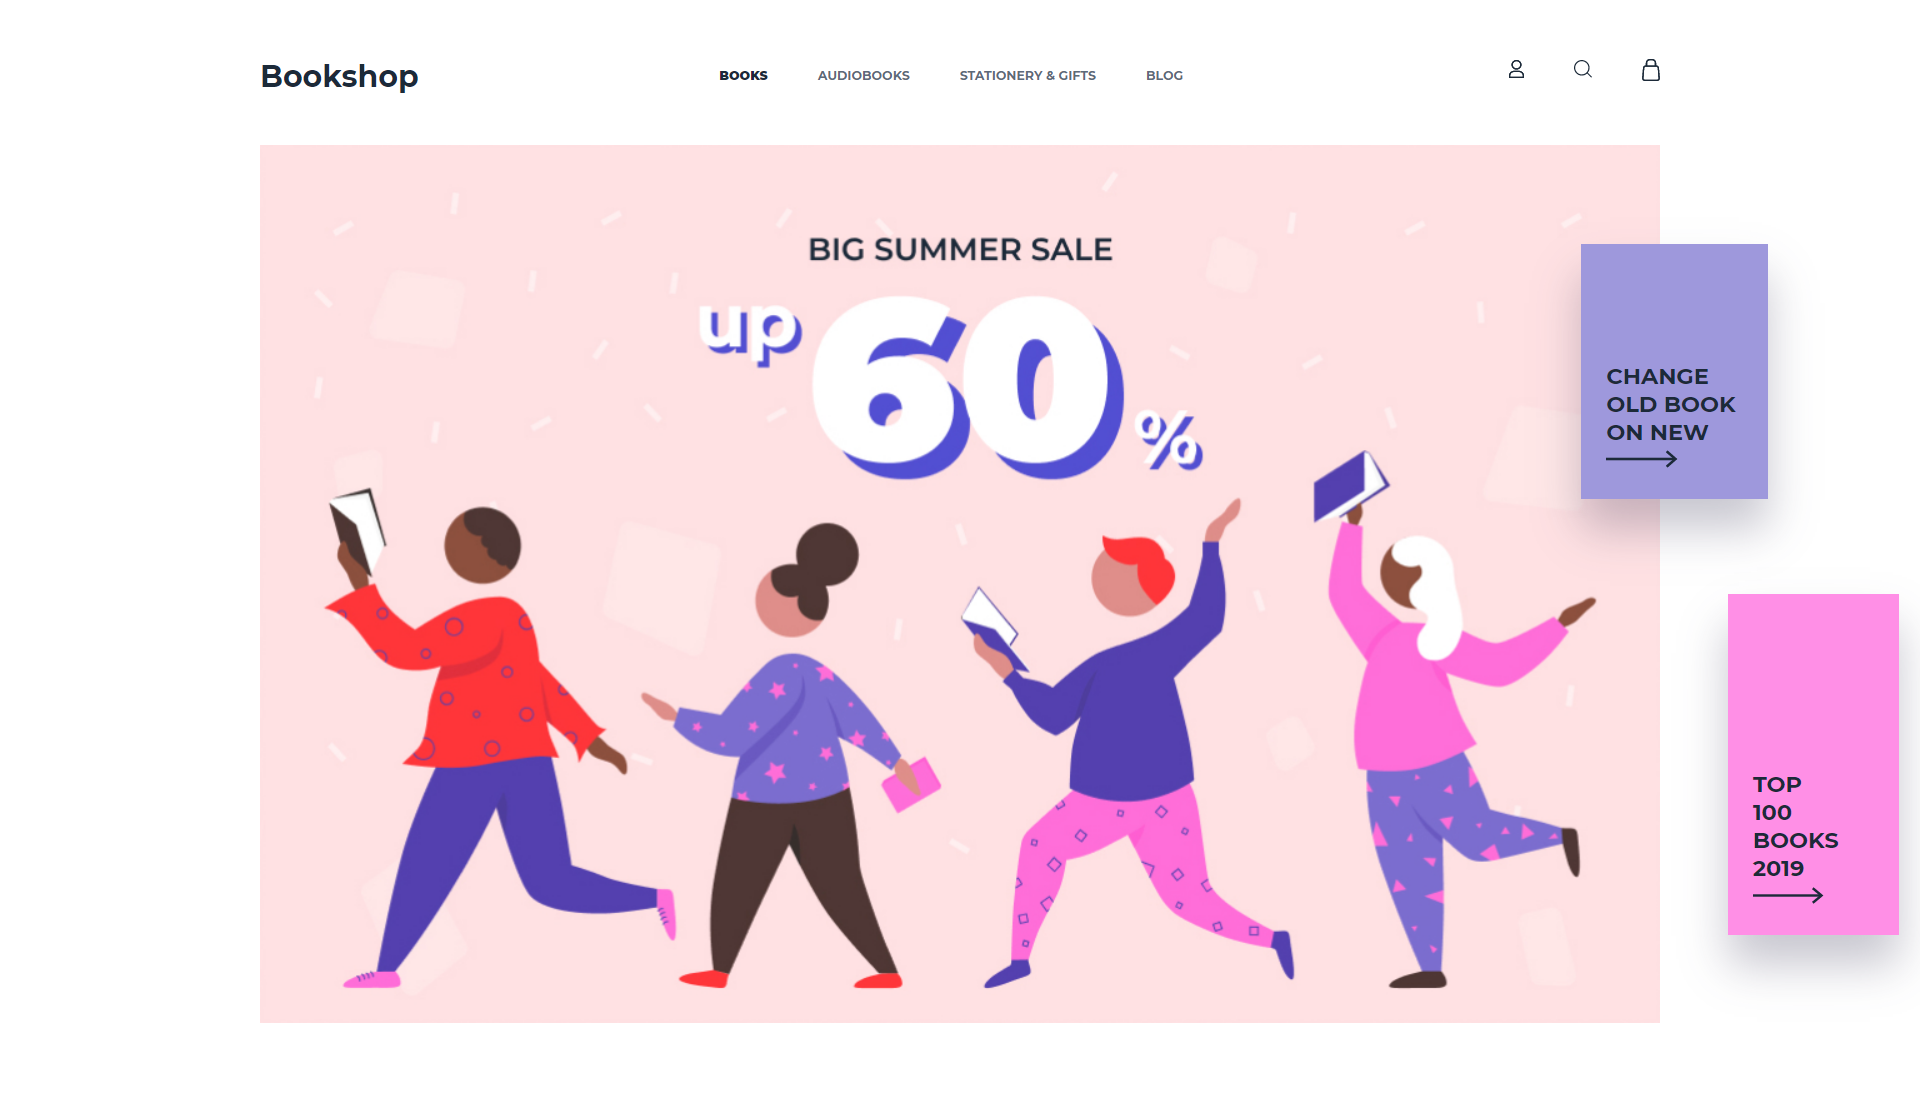 Bookshop
BOOKS
AUDIOBOOKS
STATIONERY & GIFTS
BLOG
BIG SUMMER SALE
up 60 %
CHANGE
OLD BOOK
ON NEW
TOP
100
BOOKS
2019